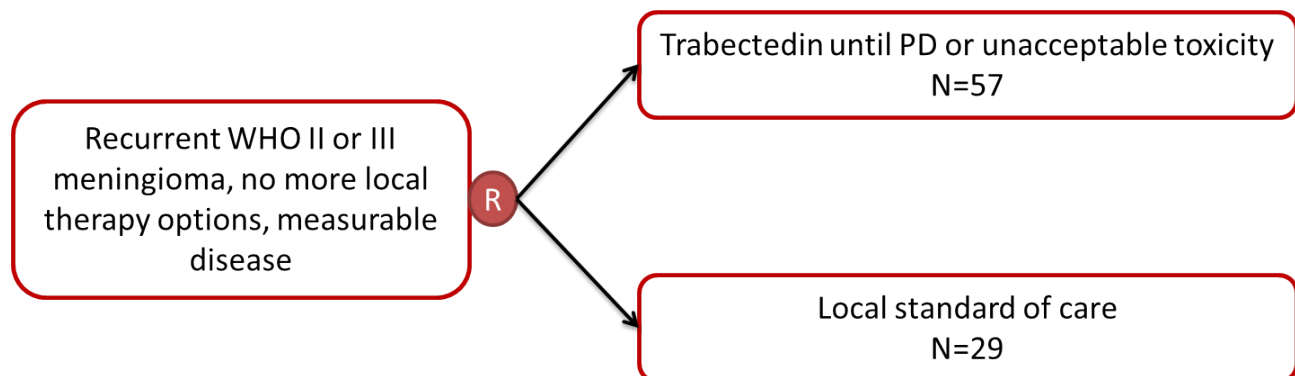 Trabectedin until PD or unacceptable toxicity
N=57
Recurrent WHO II or III
meningioma, no more local
therapy options, measurable
disease
R
Local standard of care
N=29